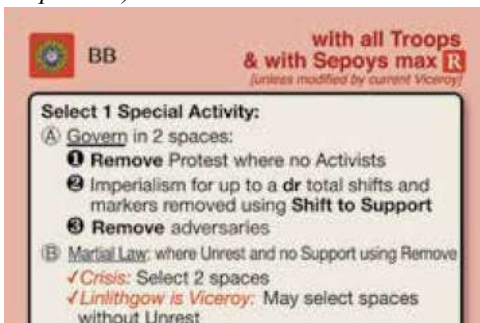 BB
with all Troops
& with Sepoys max R
[unless modified by current Viceroy]
Select 1 Special Activity:
Ⓐ Govern in 2 spaces:
❶ Remove Protest where no Activists
❷ Imperialism for up to a dr total shifts and
markers removed using Shift to Support
❸ Remove adversaries
Ⓑ Martial Law: where Unrest and no Support using Remove
✓Crisis: Select 2 spaces
✓Linlithgow is Viceroy: May select spaces
without Unrest